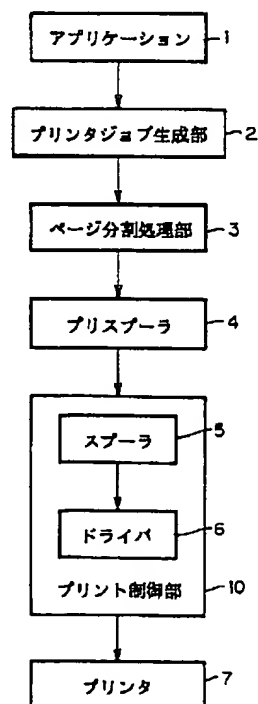 アプリケーション 1
プリンタジョブ生成部 2
ページ分割処理部 3
プリスプーラ 4
スプーラ 5
ドライバ 6
プリント制御部 10
プリンタ 7